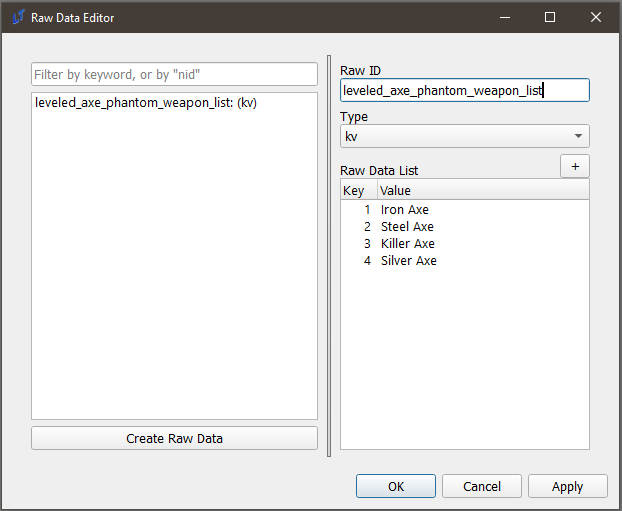 Raw Data Editor
Filter by keyword, or by "nid"
leveled_axe_phantom_weapon_list: (kv)
Create Raw Data
Raw ID
leveled_axe_phantom_weapon_list
Type
kv
Raw Data List
+
Key Value
1 Iron Axe
2 Steel Axe
3 Killer Axe
4 Silver Axe
OK Cancel Apply